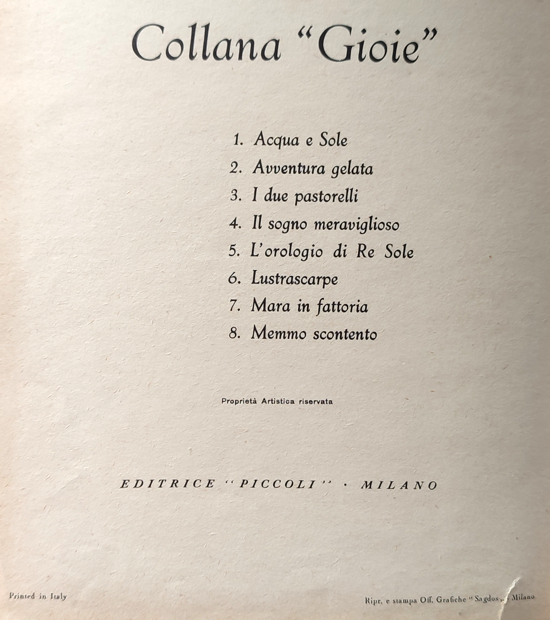 Collana “Gioie”
1. Acqua e Sole
2. Avventura gelata
3. I due pastorelli
4. Il sogno meraviglioso
5. L'orologio di Re Sole
6. Lustrascarpe
7. Mara in fattoria
8. Memmo scontento
Proprietà Artistica riservata
EDITRICE “PICCOLI” · MILANO
Printed in Italy
Ripr. e stampa Off. Grafiche “Sagdos„ Milano